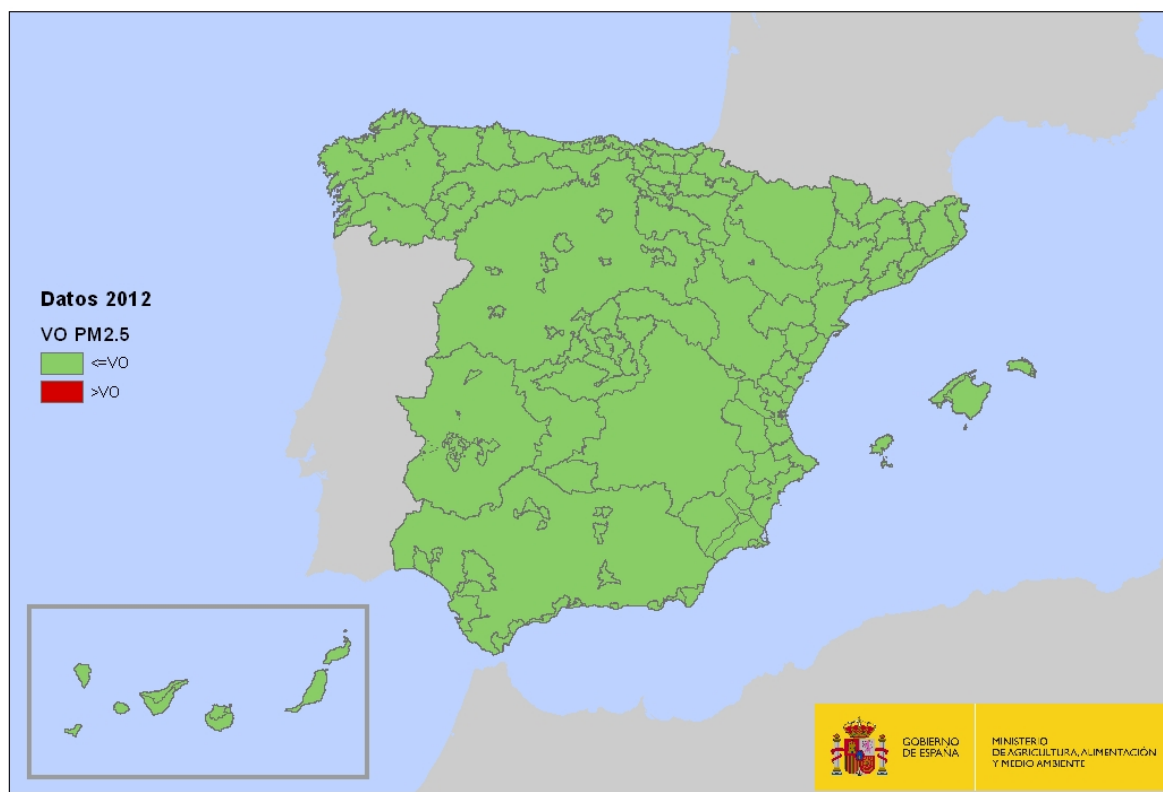 Datos 2012
VO PM2.5
<=VO
>VO
GOBIERNO
DE ESPAÑA
MINISTERIO
DE AGRICULTURA, ALIMENTACIÓN
Y MEDIO AMBIENTE